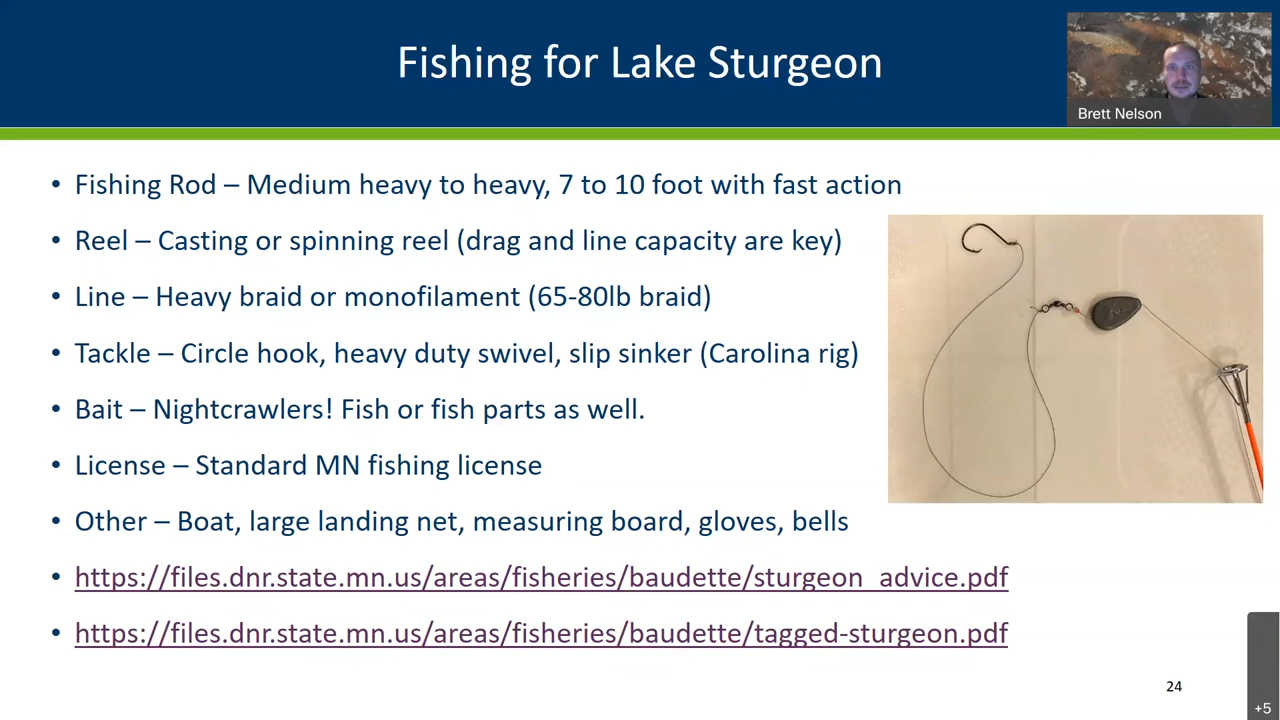 Fishing for Lake Sturgeon
Brett Nelson
• Fishing Rod – Medium heavy to heavy, 7 to 10 foot with fast action
• Reel – Casting or spinning reel (drag and line capacity are key)
• Line – Heavy braid or monofilament (65-80lb braid)
• Tackle – Circle hook, heavy duty swivel, slip sinker (Carolina rig)
• Bait – Nightcrawlers! Fish or fish parts as well.
• License – Standard MN fishing license
• Other – Boat, large landing net, measuring board, gloves, bells
• https://files.dnr.state.mn.us/areas/fisheries/baudette/sturgeon_advice.pdf
• https://files.dnr.state.mn.us/areas/fisheries/baudette/tagged-sturgeon.pdf
24
+5